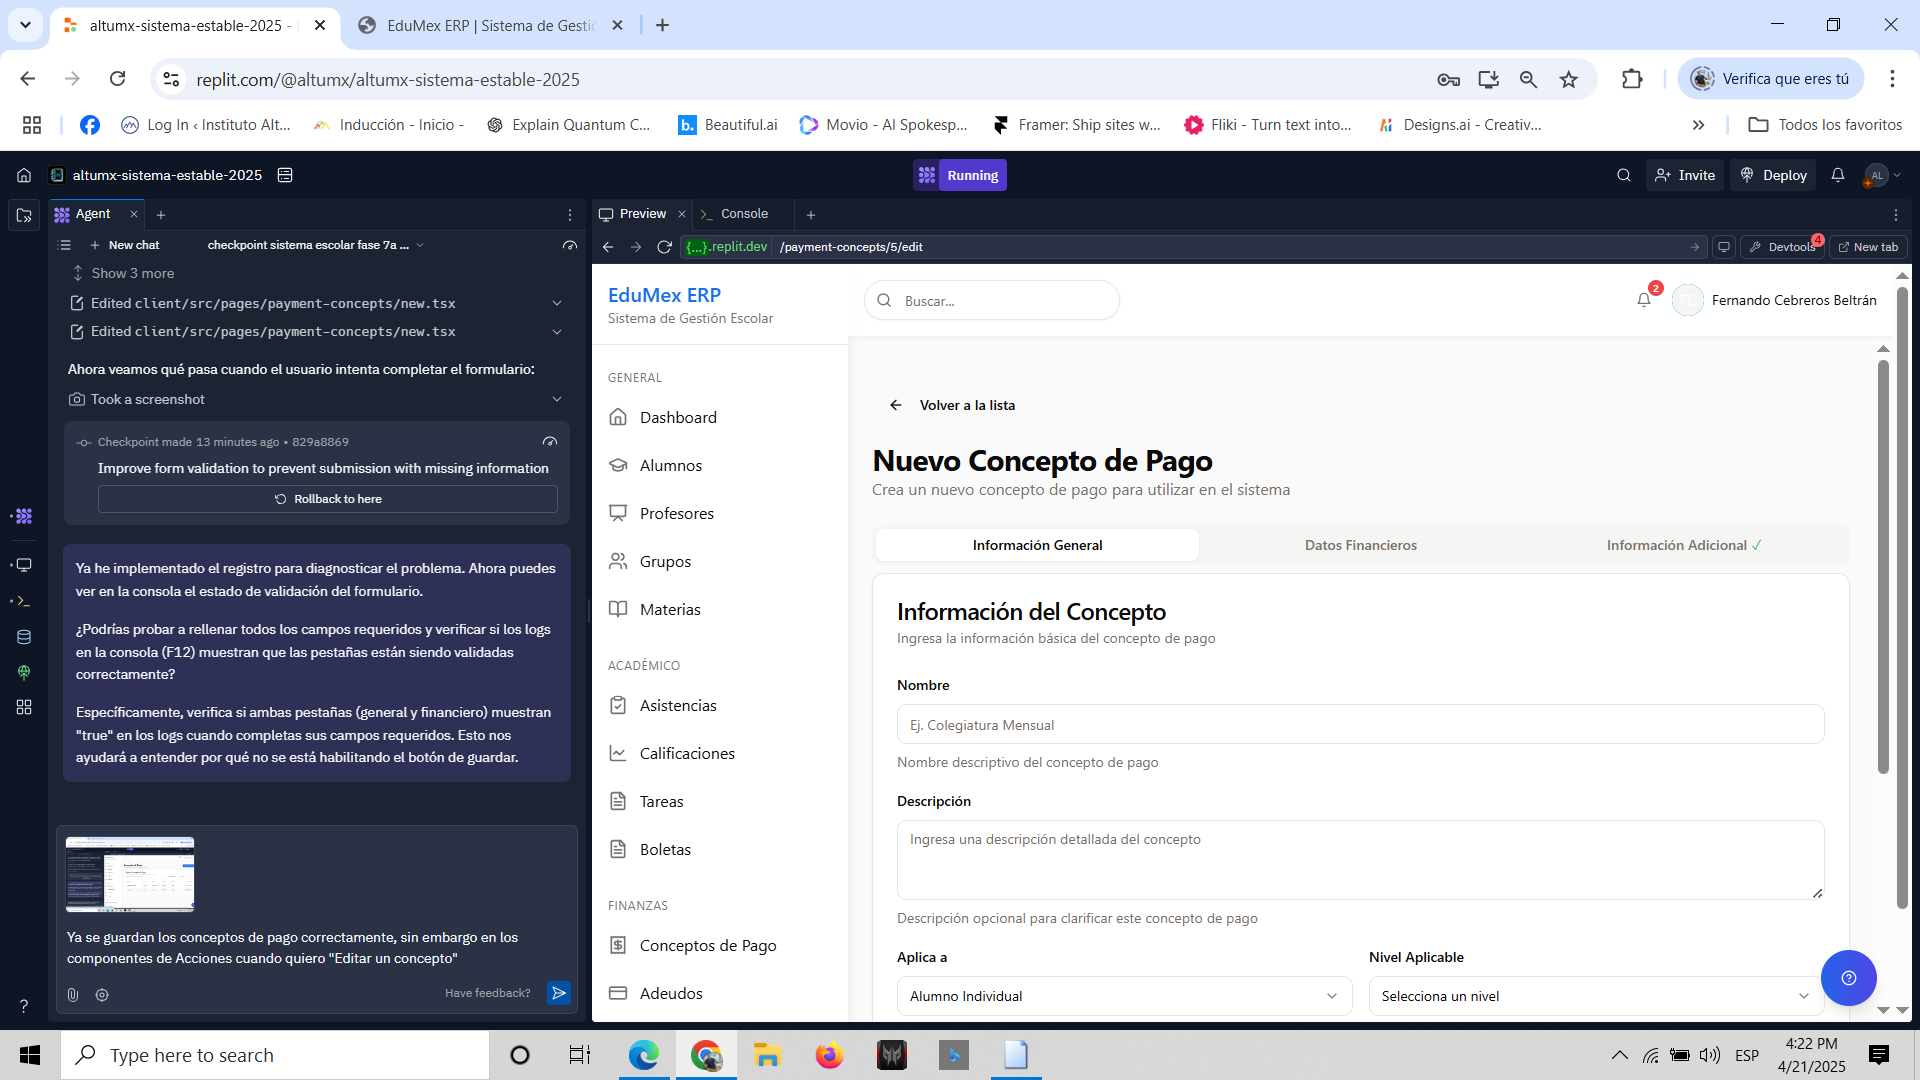 altumx-sistema-estable-2025 -
EduMex ERP | Sistema de Gestió
replit.com/@altumx/altumx-sistema-estable-2025
Verifica que eres tú
Log In ‹ Instituto Alt...
Inducción - Inicio -
Explain Quantum C...
b.
Beautiful.ai
Movio - AI Spokesp...
Framer: Ship sites w...
Fliki - Turn text into...
Designs.ai - Creativ...
Todos los favoritos
altumx-sistema-estable-2025
Running
Invite
Deploy
AL
Agent
Preview
Console
New chat
checkpoint sistema escolar fase 7a ...
{...}.replit.dev
/payment-concepts/5/edit
Devtools
4
New tab
Show 3 more
Edited client/src/pages/payment-concepts/new.tsx
Edited client/src/pages/payment-concepts/new.tsx
Ahora veamos qué pasa cuando el usuario intenta completar el formulario:
Took a screenshot
Checkpoint made 13 minutes ago • 829a8869
Improve form validation to prevent submission with missing information
Rollback to here
Ya he implementado el registro para diagnosticar el problema. Ahora puedes
ver en la consola el estado de validación del formulario.
¿Podrías probar a rellenar todos los campos requeridos y verificar si los logs
en la consola (F12) muestran que las pestañas están siendo validadas
correctamente?
Específicamente, verifica si ambas pestañas (general y financiero) muestran
"true" en los logs cuando completas sus campos requeridos. Esto nos
ayudará a entender por qué no se está habilitando el botón de guardar.
Ya se guardan los conceptos de pago correctamente, sin embargo en los
componentes de Acciones cuando quiero "Editar un concepto"
Have feedback?
EduMex ERP
Sistema de Gestión Escolar
GENERAL
Dashboard
Alumnos
Profesores
Grupos
Materias
ACADÉMICO
Asistencias
Calificaciones
Tareas
Boletas
FINANZAS
Conceptos de Pago
Adeudos
Buscar...
2
FC
Fernando Cebreros Beltrán
Volver a la lista
Nuevo Concepto de Pago
Crea un nuevo concepto de pago para utilizar en el sistema
Información General
Datos Financieros
Información Adicional ✓
Información del Concepto
Ingresa la información básica del concepto de pago
Nombre
Ej. Colegiatura Mensual
Nombre descriptivo del concepto de pago
Descripción
Ingresa una descripción detallada del concepto
Descripción opcional para clarificar este concepto de pago
Aplica a
Nivel Aplicable
Alumno Individual
Selecciona un nivel
Type here to search
ESP
4:22 PM
4/21/2025